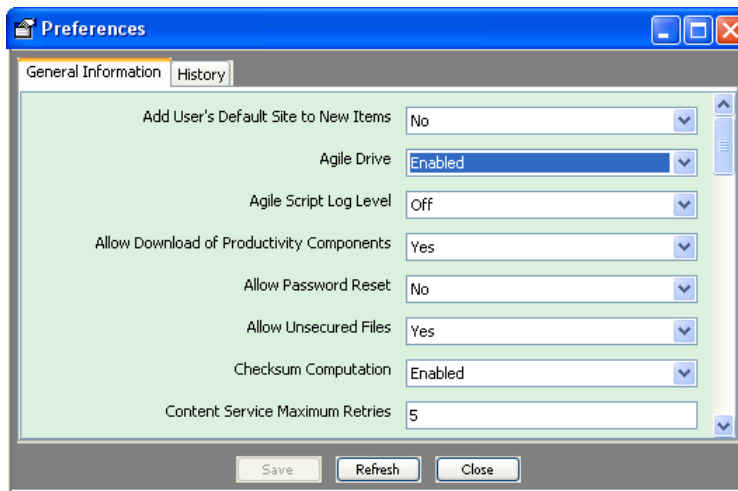 Preferences
General Information History
Add User's Default Site to New Items No
Agile Drive Enabled
Agile Script Log Level Off
Allow Download of Productivity Components Yes
Allow Password Reset No
Allow Unsecured Files Yes
Checksum Computation Enabled
Content Service Maximum Retries 5
Save Refresh Close